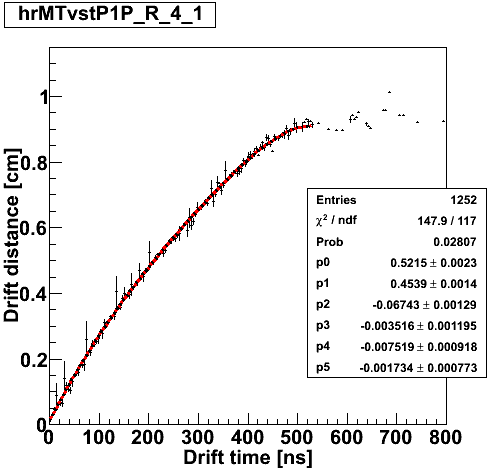 hrMTvstP1P_R_4_1
Drift distance [cm]
1
0.8
0.6
0.4
0.2
0
Entries 1252
χ² / ndf 147.9 / 117
Prob 0.02807
p0 0.5215 ± 0.0023
p1 0.4539 ± 0.0014
p2 -0.06743 ± 0.00129
p3 -0.003516 ± 0.001195
p4 -0.007519 ± 0.000918
p5 -0.001734 ± 0.000773
0 100 200 300 400 500 600 700 800
Drift time [ns]